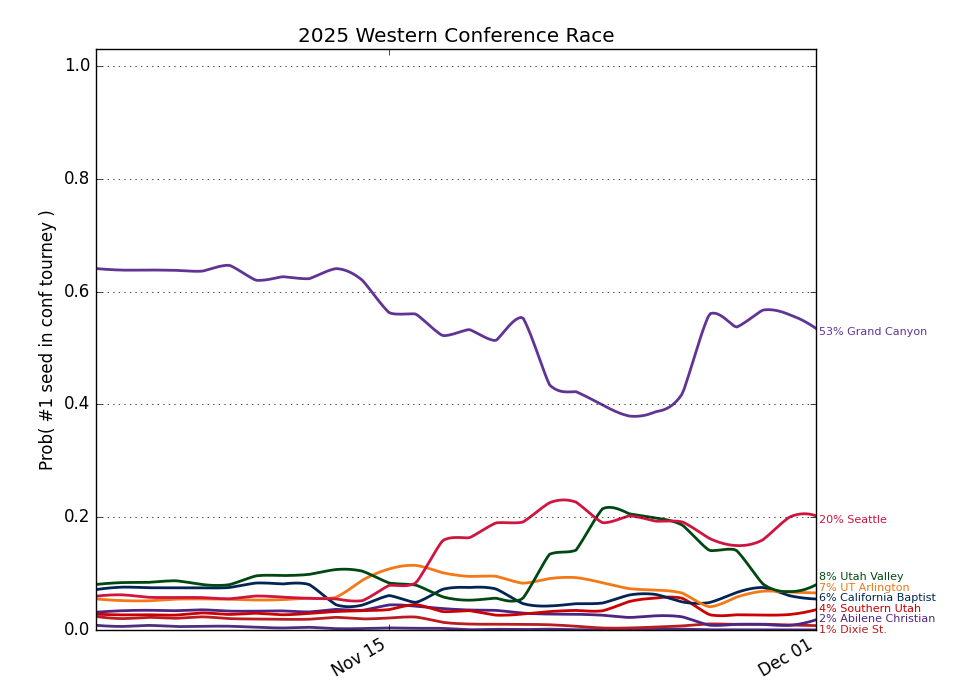 2025 Western Conference Race
Prob( #1 seed in conf tourney )
1.0
0.8
0.6
0.4
0.2
0.0
Nov 15
Dec 01
53% Grand Canyon
20% Seattle
8% Utah Valley
7% UT Arlington
6% California Baptist
4% Southern Utah
2% Abilene Christian
1% Dixie St.